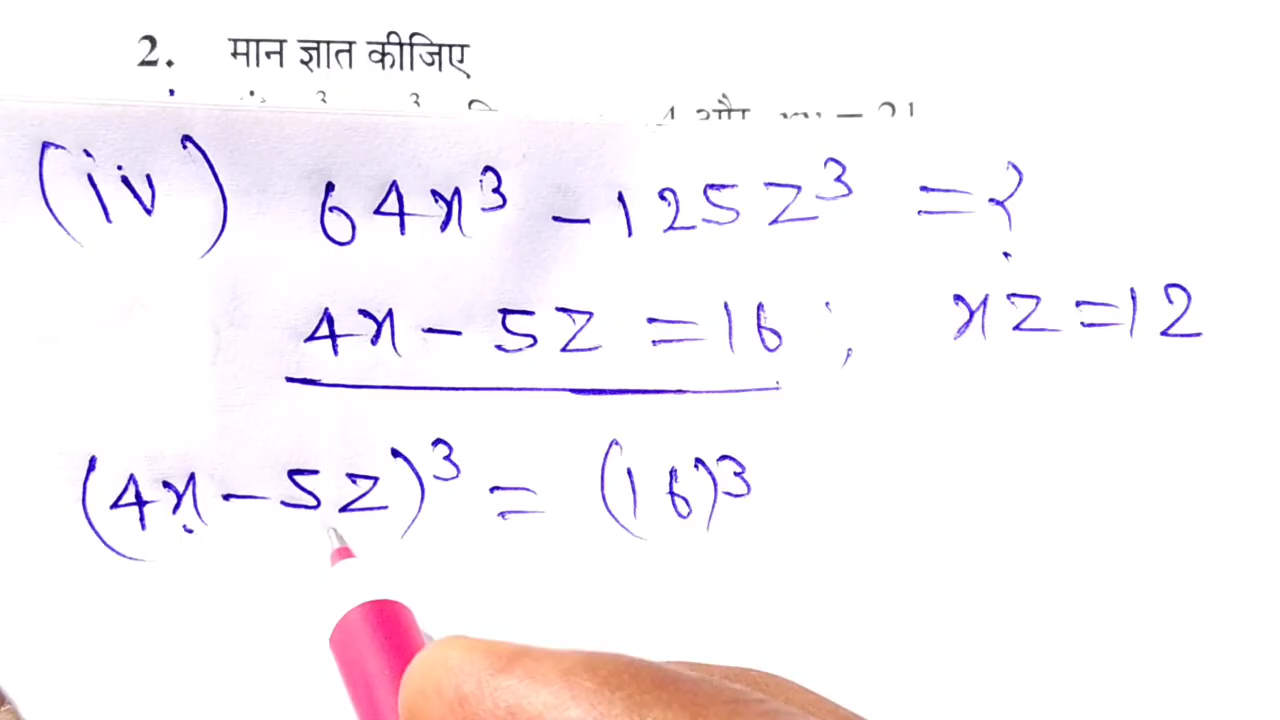 2. मान ज्ञात कीजिए
(iv) 64x³ - 125z³ = ?
4x - 5z = 16 ; xz = 12
(4x - 5z)³ = (16)³